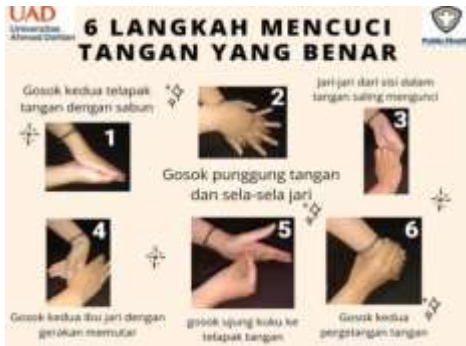 UAD
Universitas
Ahmad Dahlan
6 LANGKAH MENCUCI
TANGAN YANG BENAR
Public Health
Gosok kedua telapak
tangan dengan sabun
1
2
Gosok punggung tangan
dan sela-sela jari
Jari-jari dari sisi dalam
tangan saling mengunci
3
4
Gosok kedua ibu jari dengan
gerakan memutar
5
gosok ujung kuku ke
telapak tangan
6
Gosok kedua
pergelangan tangan